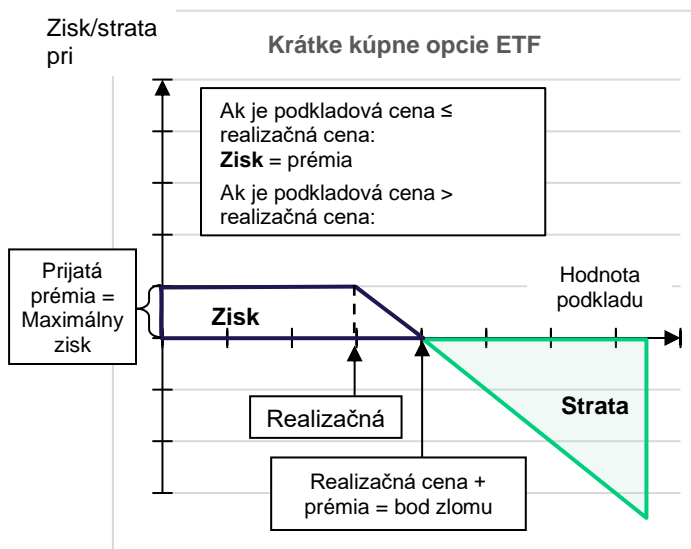 Zisk/strata
pri
Krátke kúpne opcie ETF
Ak je podkladová cena ≤
realizačná cena:
Zisk = prémia
Ak je podkladová cena >
realizačná cena:
Prijatá
prémia =
Maximálny
zisk
Zisk
Hodnota
podkladu
Strata
Realizačná
Realizačná cena +
prémia = bod zlomu